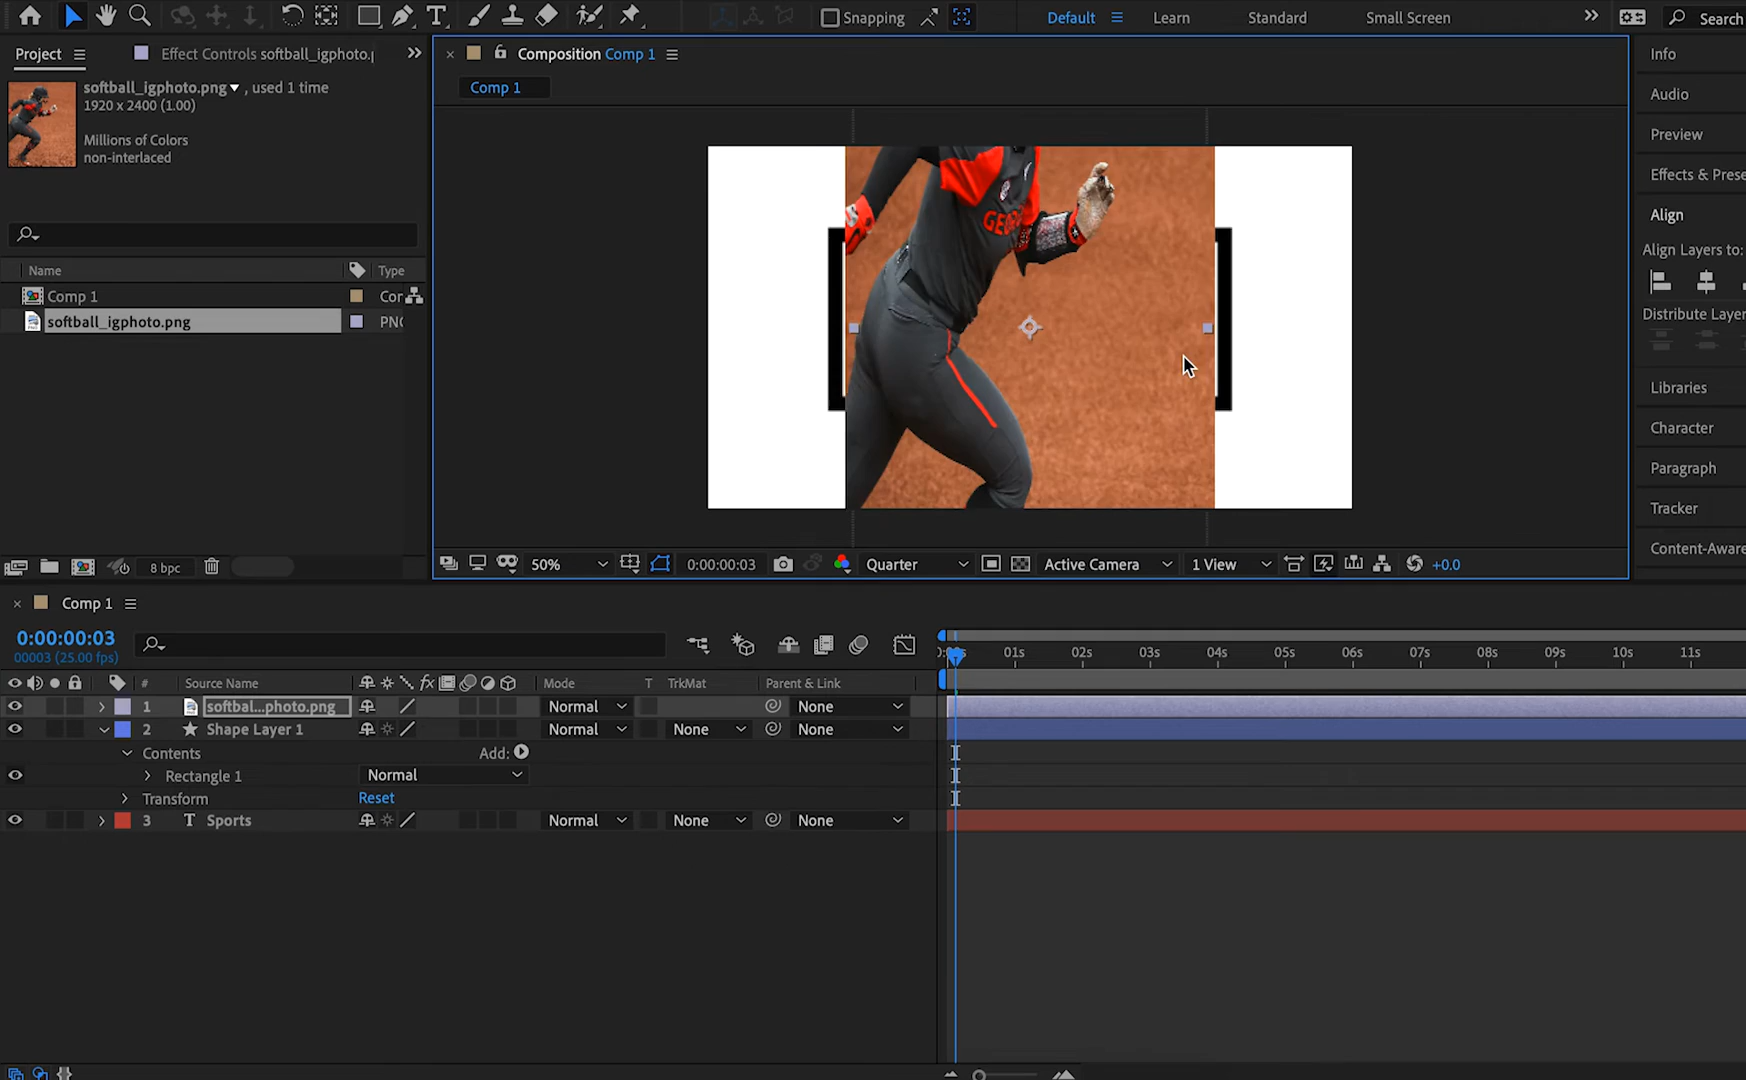 Snapping
Default
Learn
Standard
Small Screen
Search
Project
Effect Controls softball_igphoto.p
Composition Comp 1
Info
Comp 1
softball_igphoto.png , used 1 time
1920 x 2400 (1.00)
Millions of Colors
non-interlaced
Audio
Preview
Effects & Prese
Align
Align Layers to:
Distribute Layer
Name
Type
Comp 1
Cor
softball_igphoto.png
PNG
Libraries
Character
Paragraph
Tracker
Content-Aware
8 bpc
50%
0:00:00:03
Quarter
Active Camera
1 View
+0.0
Comp 1
0:00:00:03
00003 (25.00 fps)
01s
02s
03s
04s
05s
06s
07s
08s
09s
10s
11s
#
Source Name
fx
Mode
T
TrkMat
Parent & Link
1
softbal...photo.png
Normal
None
2
Shape Layer 1
Normal
None
None
Contents
Add:
Rectangle 1
Normal
Transform
Reset
3
T
Sports
Normal
None
None